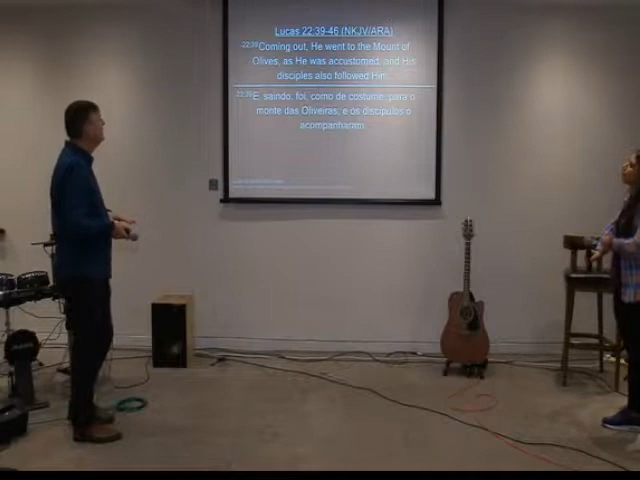 Lucas 22:39-46 (NKJV/ARA)
22:39 Coming out, He went to the Mount of
Olives, as He was accustomed, and His
disciples also followed Him.
22:39 E, saindo, foi, como de costume, para o
monte das Oliveiras; e os discípulos o
acompanharam.